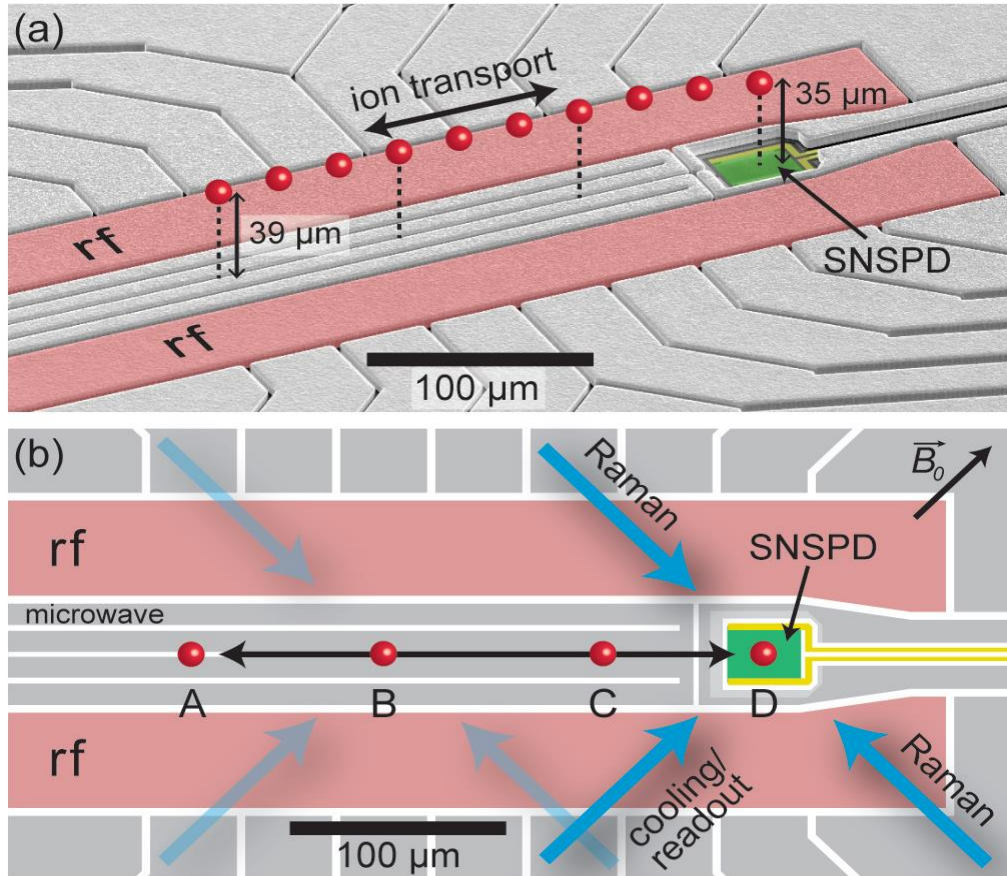 (a)
ion transport
35 μm
39 μm
rf
SNSPD
rf
100 μm
(b)
Raman
B₀
rf
SNSPD
microwave
A
B
C
D
rf
cooling/
readout
Raman
100 μm